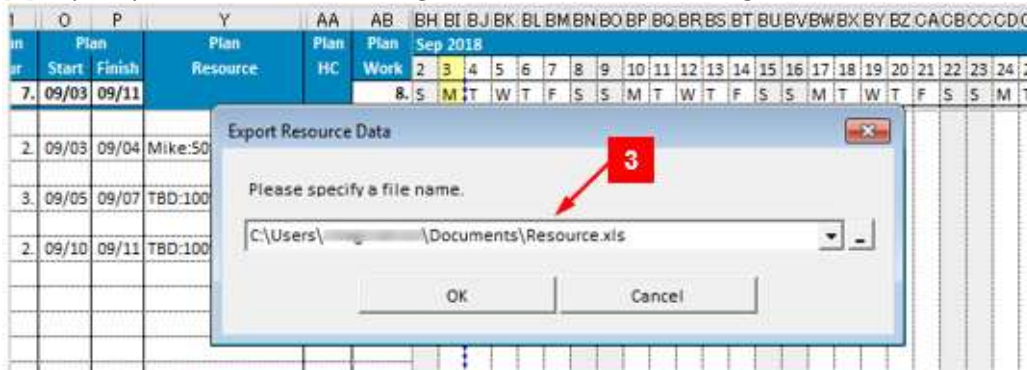 O P Y AA AB BH BI BJ BK BL BM BN BO BP BQ BR BS BT BU BV BW BX BY BZ CA CB CC CD
Plan Plan Plan Plan Sep 2018
Start Finish Resource HC Work 2 3 4 5 6 7 8 9 10 11 12 13 14 15 16 17 18 19 20 21 22 23 24
7. 09/03 09/11 8. S M T W T F S S M T W T F S S M T W T F S S M T
Export Resource Data
3
2. 09/03 09/04 Mike:50
Please specify a file name.
3. 09/05 09/07 TBD:100
C:\Users\ \Documents\Resource.xls
2. 09/10 09/11 TBD:100
OK Cancel